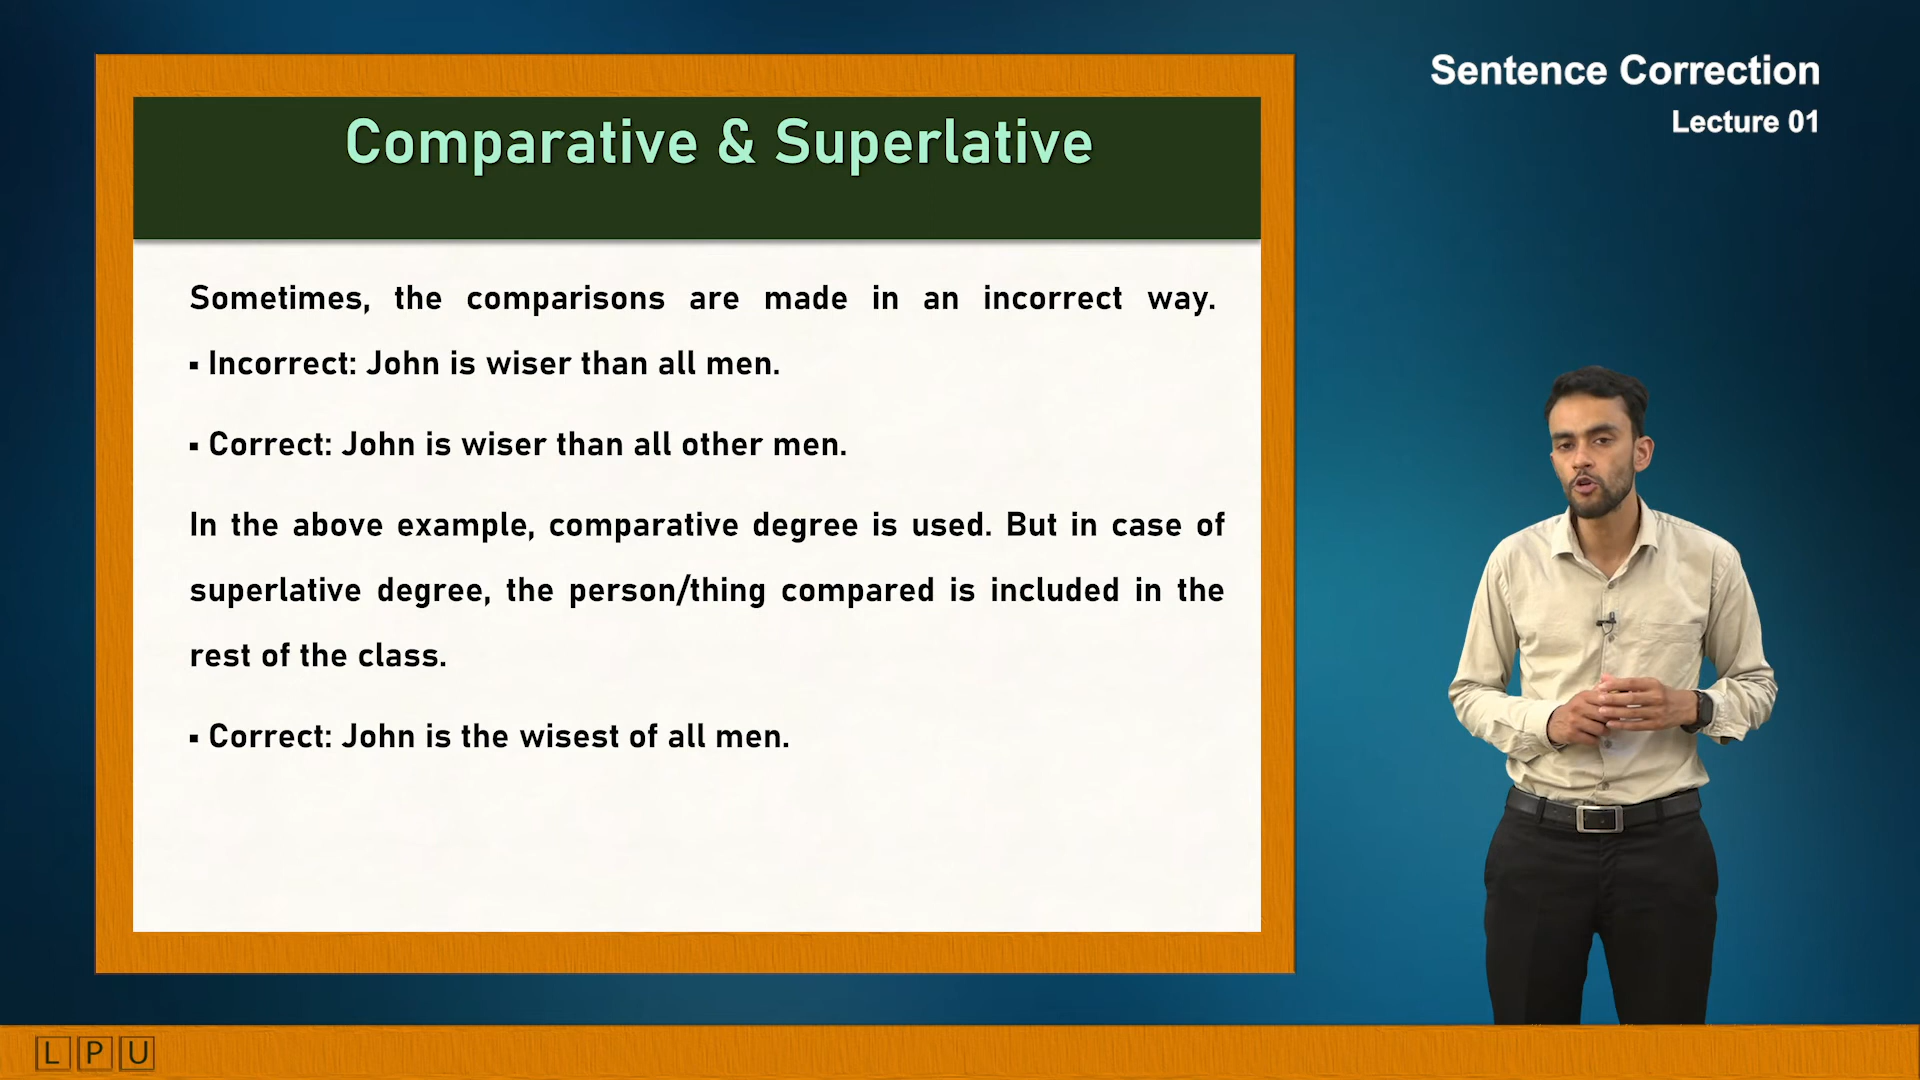 Sentence Correction
Lecture 01
Comparative & Superlative
Sometimes, the comparisons are made in an incorrect way.
▪ Incorrect: John is wiser than all men.
▪ Correct: John is wiser than all other men.
In the above example, comparative degree is used. But in case of
superlative degree, the person/thing compared is included in the
rest of the class.
▪ Correct: John is the wisest of all men.
LPU